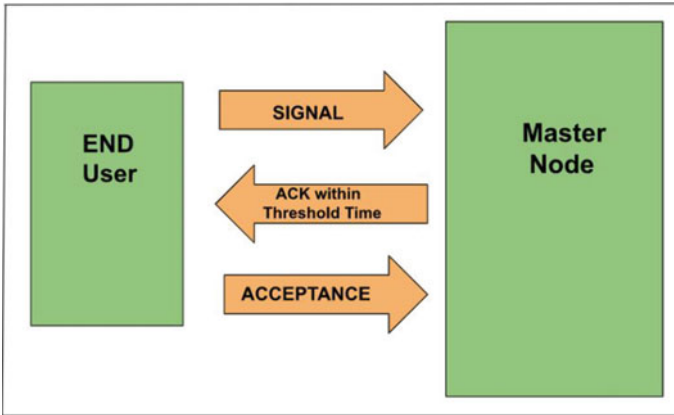 END
User
SIGNAL
ACK within
Threshold Time
ACCEPTANCE
Master
Node